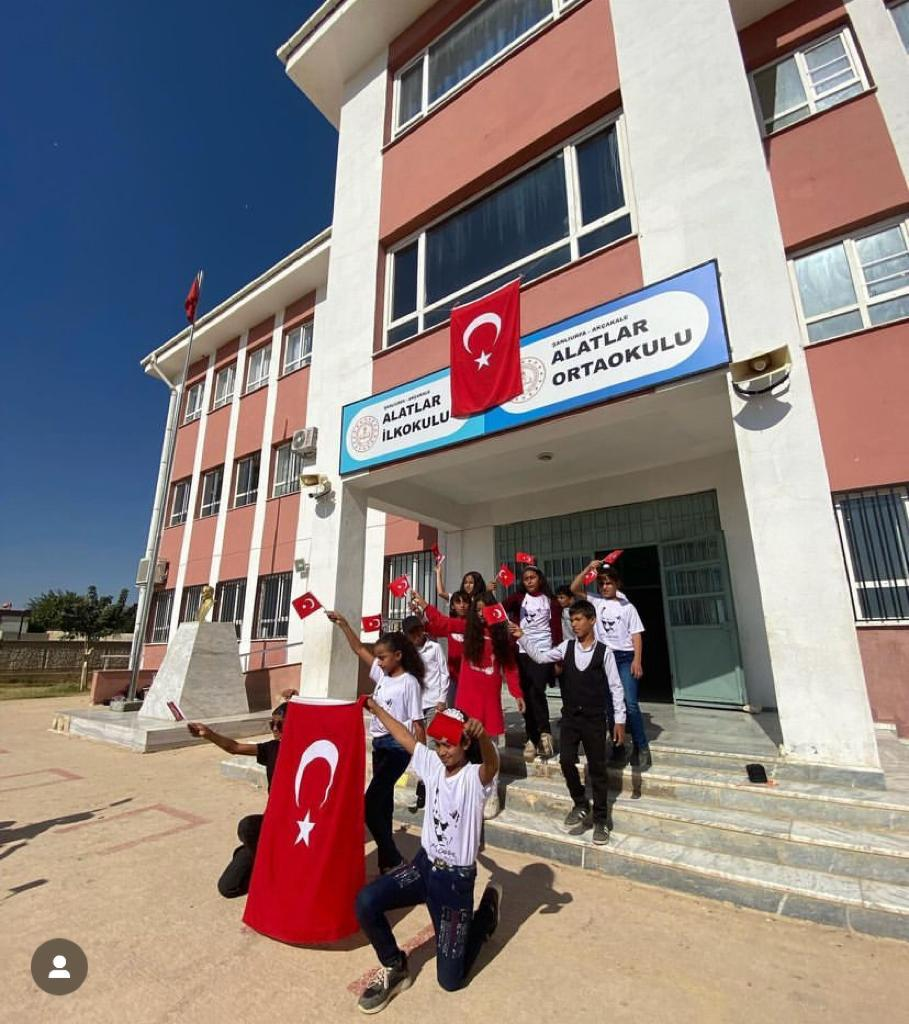 ŞANLIURFA - AKÇAKALE
ALATLAR
ORTAOKULU
ŞANLIURFA - AKÇAKALE
ALATLAR
İLKOKULU